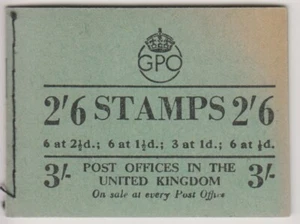 GPO
2'6 STAMPS 2'6
6 at 2½d.; 6 at 1½d.; 3 at 1d.; 6 at ½d.
3/- POST OFFICES IN THE UNITED KINGDOM 3/-
On sale at every Post Office